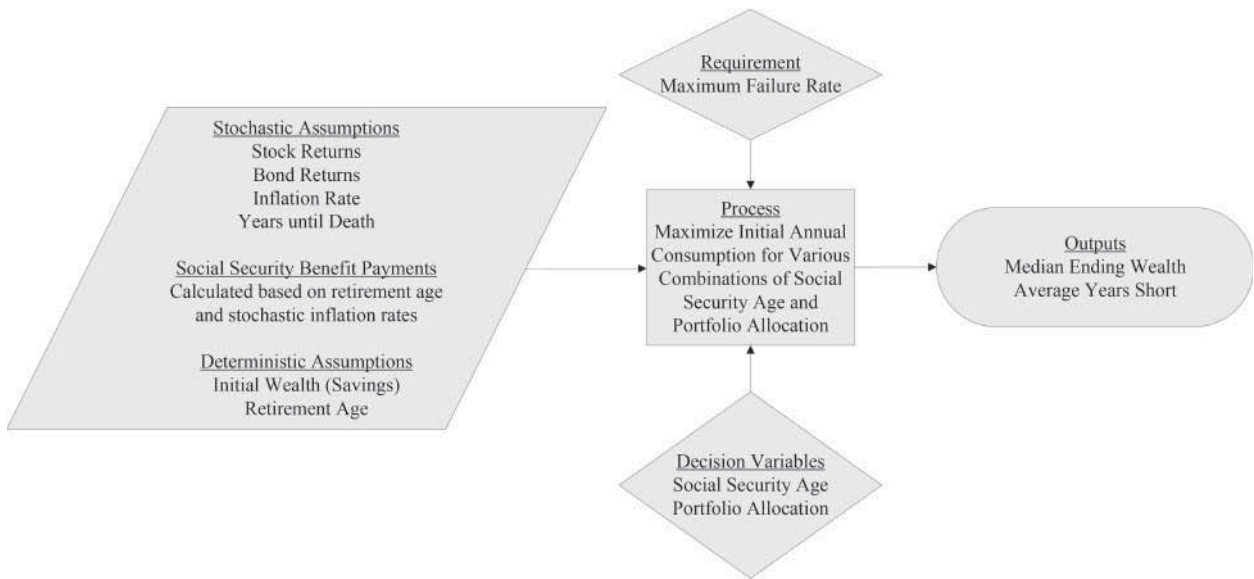 Requirement
Maximum Failure Rate
Stochastic Assumptions
Stock Returns
Bond Returns
Inflation Rate
Years until Death
Social Security Benefit Payments
Calculated based on retirement age
and stochastic inflation rates
Deterministic Assumptions
Initial Wealth (Savings)
Retirement Age
Process
Maximize Initial Annual
Consumption for Various
Combinations of Social
Security Age and
Portfolio Allocation
Outputs
Median Ending Wealth
Average Years Short
Decision Variables
Social Security Age
Portfolio Allocation